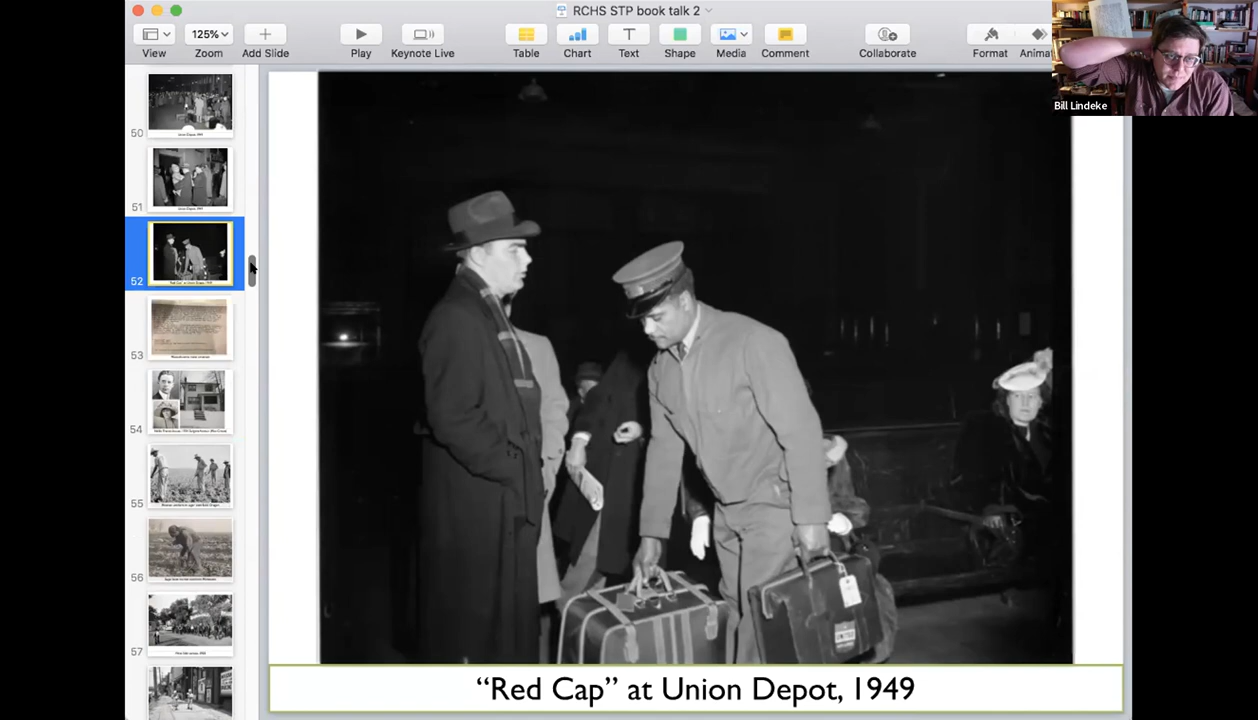 RCHS STP book talk 2
125%
View
Zoom
Add Slide
Play
Keynote Live
Table
Chart
Text
Shape
Media
Comment
Collaborate
Format
Bill Lindeke
50
51
52
53
54
55
56
57
UNITED
“Red Cap” at Union Depot, 1949